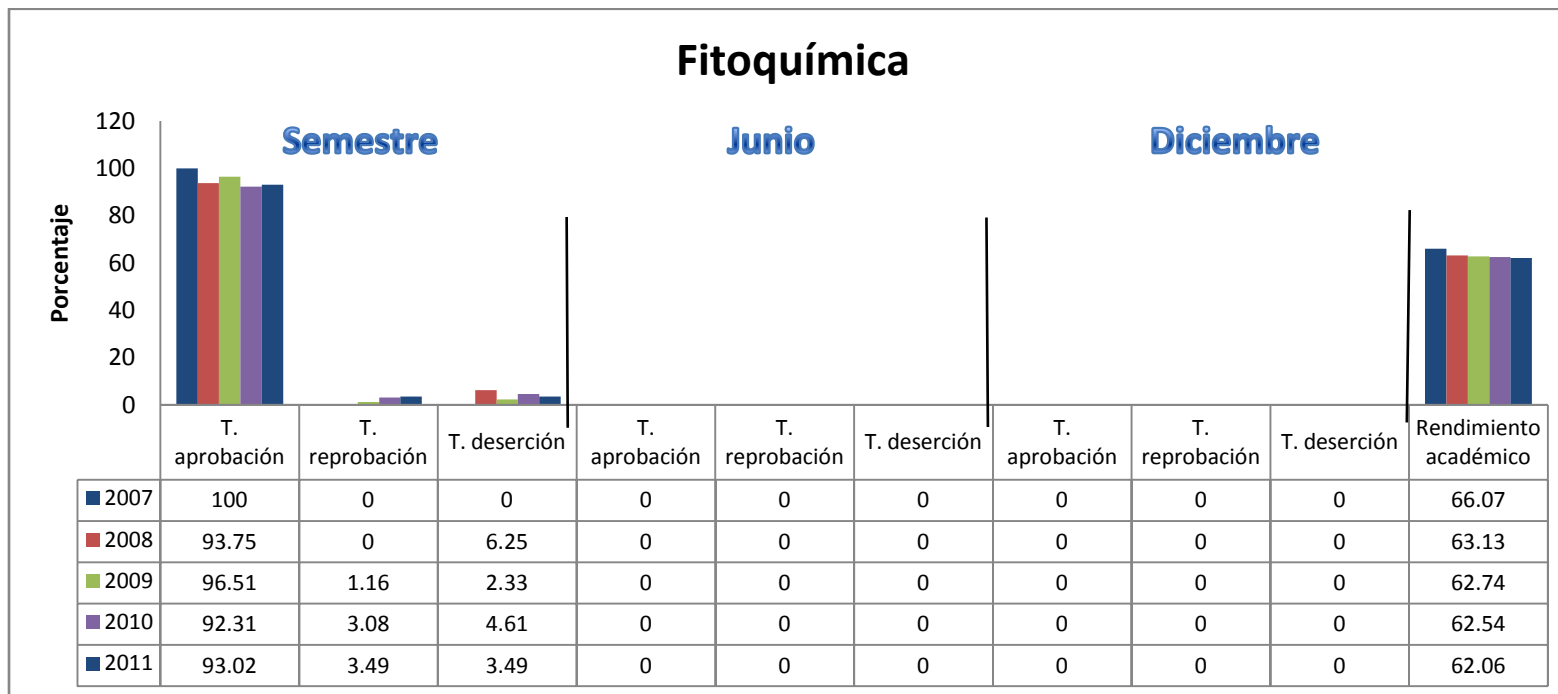 Fitoquímica
Semestre Junio Diciembre
Porcentaje
120
100
80
60
40
20
0
T. aprobación T. reprobación T. deserción T. aprobación T. reprobación T. deserción T. aprobación T. reprobación T. deserción Rendimiento académico
2007 100 0 0 0 0 0 0 0 0 66.07
2008 93.75 0 6.25 0 0 0 0 0 0 63.13
2009 96.51 1.16 2.33 0 0 0 0 0 0 62.74
2010 92.31 3.08 4.61 0 0 0 0 0 0 62.54
2011 93.02 3.49 3.49 0 0 0 0 0 0 62.06